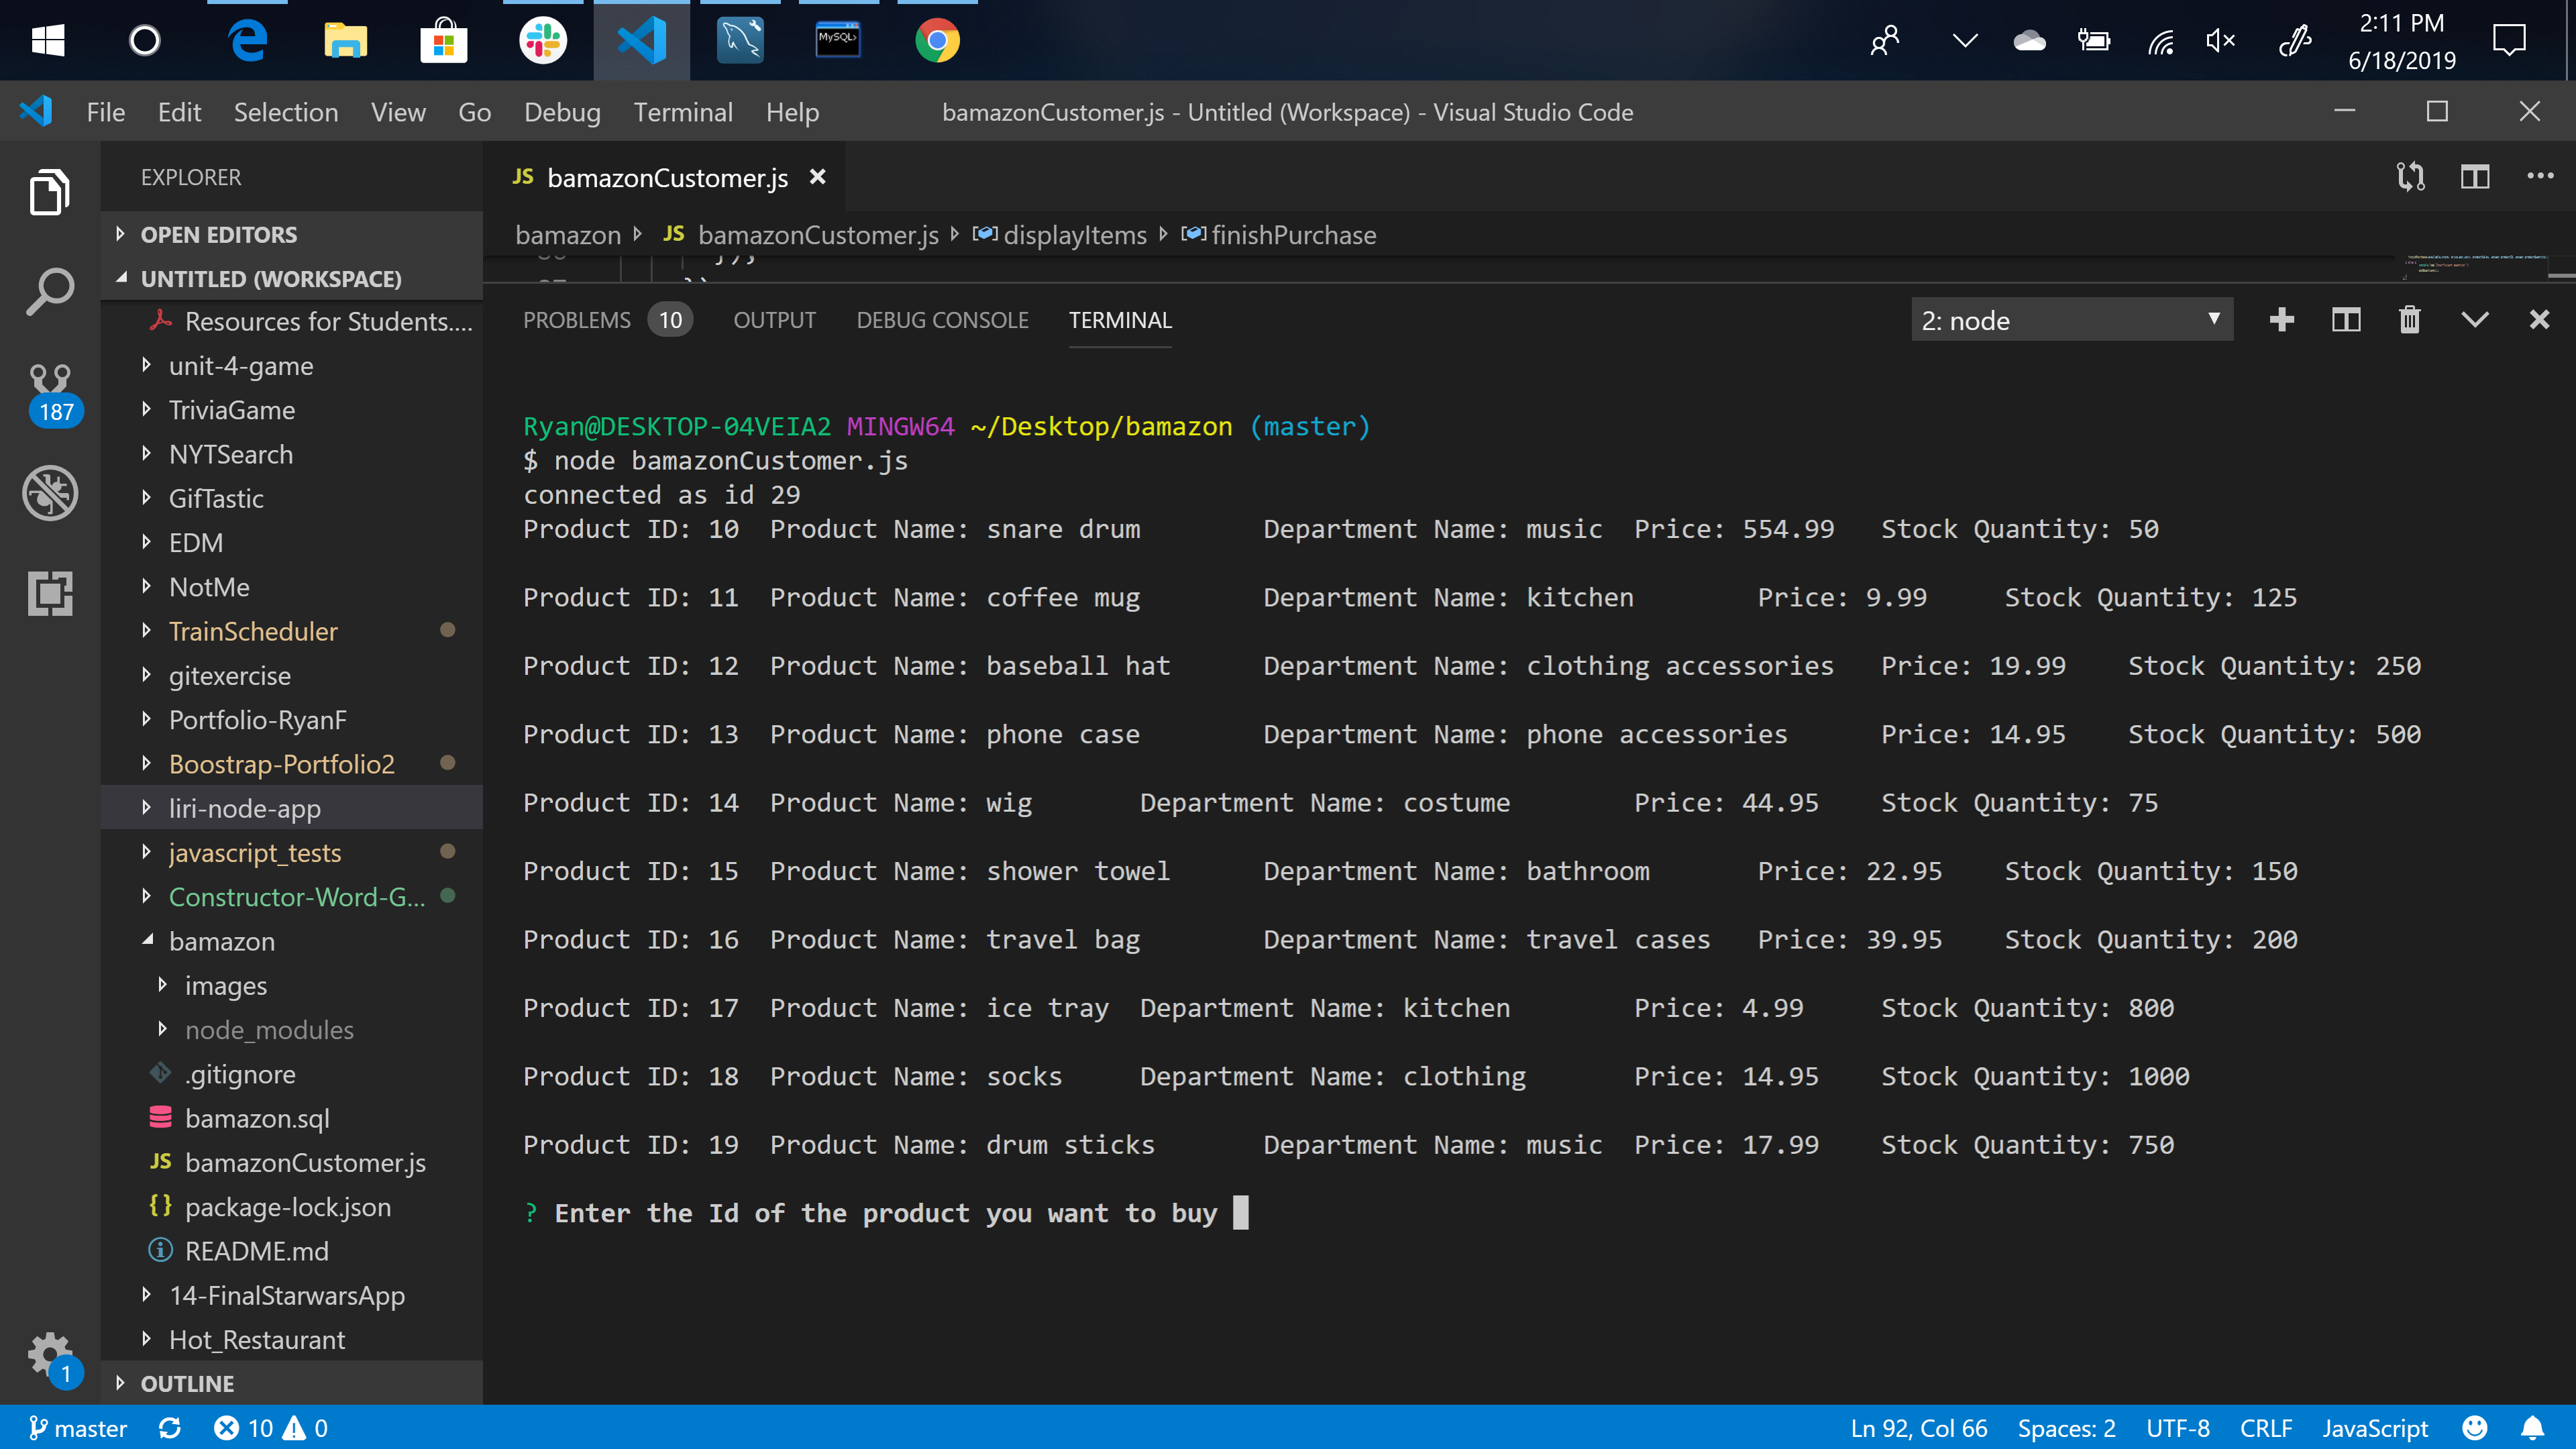 MySQL>
2:11 PM
6/18/2019
File Edit Selection View Go Debug Terminal Help bamazonCustomer.js - Untitled (Workspace) - Visual Studio Code
EXPLORER
OPEN EDITORS
UNTITLED (WORKSPACE)
Resources for Students....
unit-4-game
TriviaGame
NYTSearch
GifTastic
EDM
NotMe
TrainScheduler
gitexercise
Portfolio-RyanF
Boostrap-Portfolio2
liri-node-app
javascript_tests
Constructor-Word-G...
bamazon
images
node_modules
.gitignore
bamazon.sql
JS bamazonCustomer.js
{} package-lock.json
README.md
14-FinalStarwarsApp
Hot_Restaurant
OUTLINE
187
1
JS bamazonCustomer.js ×
bamazon JS bamazonCustomer.js displayItems finishPurchase
PROBLEMS 10 OUTPUT DEBUG CONSOLE TERMINAL 2: node
Ryan@DESKTOP-04VEIA2 MINGW64 ~/Desktop/bamazon (master)
$ node bamazonCustomer.js
connected as id 29
Product ID: 10 Product Name: snare drum Department Name: music Price: 554.99 Stock Quantity: 50
Product ID: 11 Product Name: coffee mug Department Name: kitchen Price: 9.99 Stock Quantity: 125
Product ID: 12 Product Name: baseball hat Department Name: clothing accessories Price: 19.99 Stock Quantity: 250
Product ID: 13 Product Name: phone case Department Name: phone accessories Price: 14.95 Stock Quantity: 500
Product ID: 14 Product Name: wig Department Name: costume Price: 44.95 Stock Quantity: 75
Product ID: 15 Product Name: shower towel Department Name: bathroom Price: 22.95 Stock Quantity: 150
Product ID: 16 Product Name: travel bag Department Name: travel cases Price: 39.95 Stock Quantity: 200
Product ID: 17 Product Name: ice tray Department Name: kitchen Price: 4.99 Stock Quantity: 800
Product ID: 18 Product Name: socks Department Name: clothing Price: 14.95 Stock Quantity: 1000
Product ID: 19 Product Name: drum sticks Department Name: music Price: 17.99 Stock Quantity: 750
? Enter the Id of the product you want to buy
master 10 0 Ln 92, Col 66 Spaces: 2 UTF-8 CRLF JavaScript